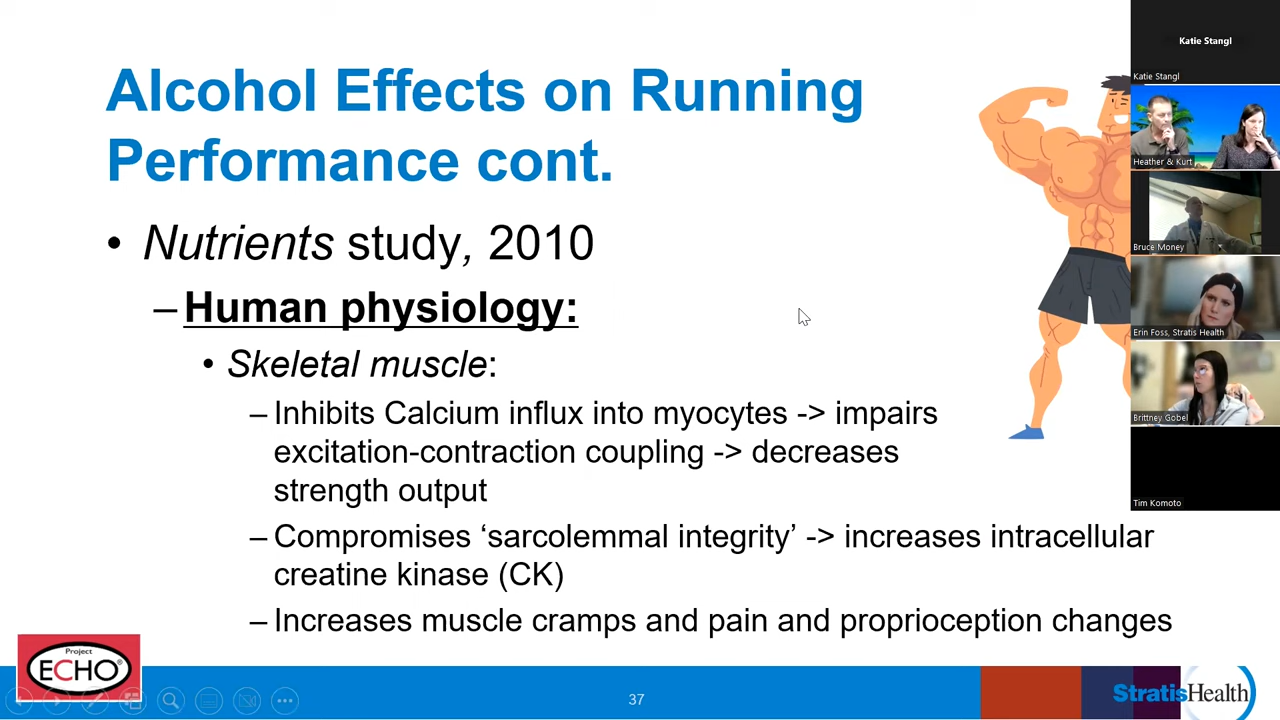 Alcohol Effects on Running
Performance cont.
• Nutrients study, 2010
– Human physiology:
• Skeletal muscle:
– Inhibits Calcium influx into myocytes -> impairs
excitation-contraction coupling -> decreases
strength output
– Compromises ‘sarcolemmal integrity’ -> increases intracellular
creatine kinase (CK)
– Increases muscle cramps and pain and proprioception changes
Katie Stangl
Katie Stangl
Heather & Kurt
Bruce Money
Erin Foss, Stratis Health
Brittney Gobel
Tim Komoto
Project
ECHO®
37
StratisHealth